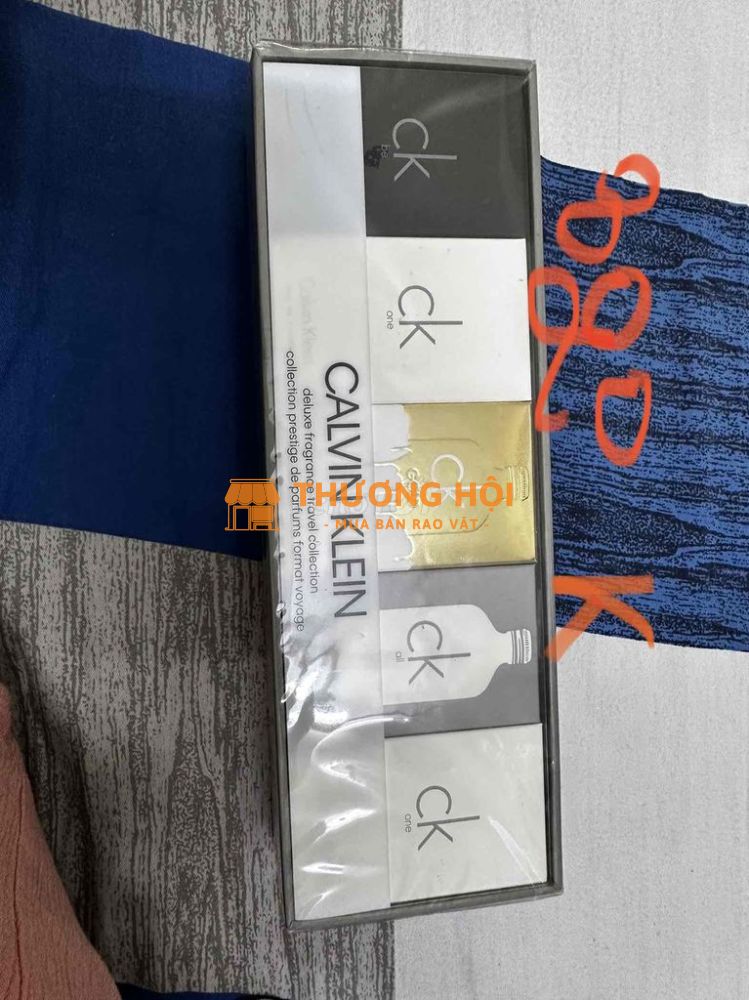 ck
be
ck
one
ck
ck
all
ck
one
CALVIN KLEIN
deluxe fragrance travel collection
collection prestige de parfums format voyage
THƯƠNG HỘI
- MUA BÁN RAO VẶT -
K